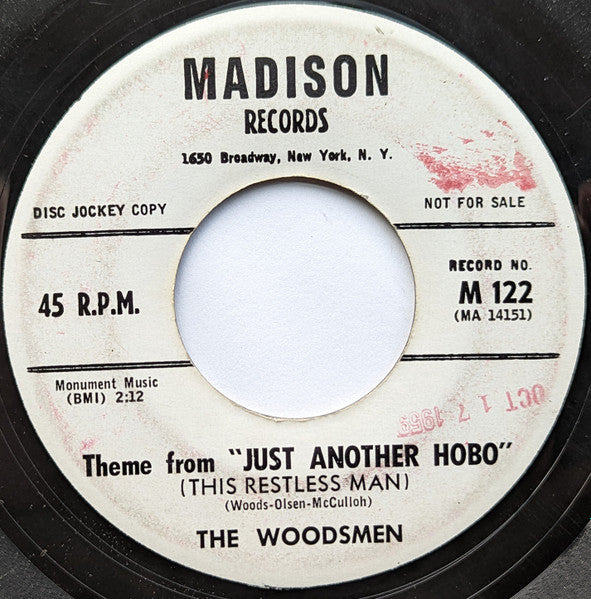 MADISON
RECORDS
1650 Broadway, New York, N. Y.
DISC JOCKEY COPY
NOT FOR SALE
45 R.P.M.
RECORD NO.
M 122
(MA 14151)
Monument Music
(BMI) 2:12
OCT 17 1959
Theme from "JUST ANOTHER HOBO"
(THIS RESTLESS MAN)
(Woods-Olsen-McCulloh)
THE WOODSMEN